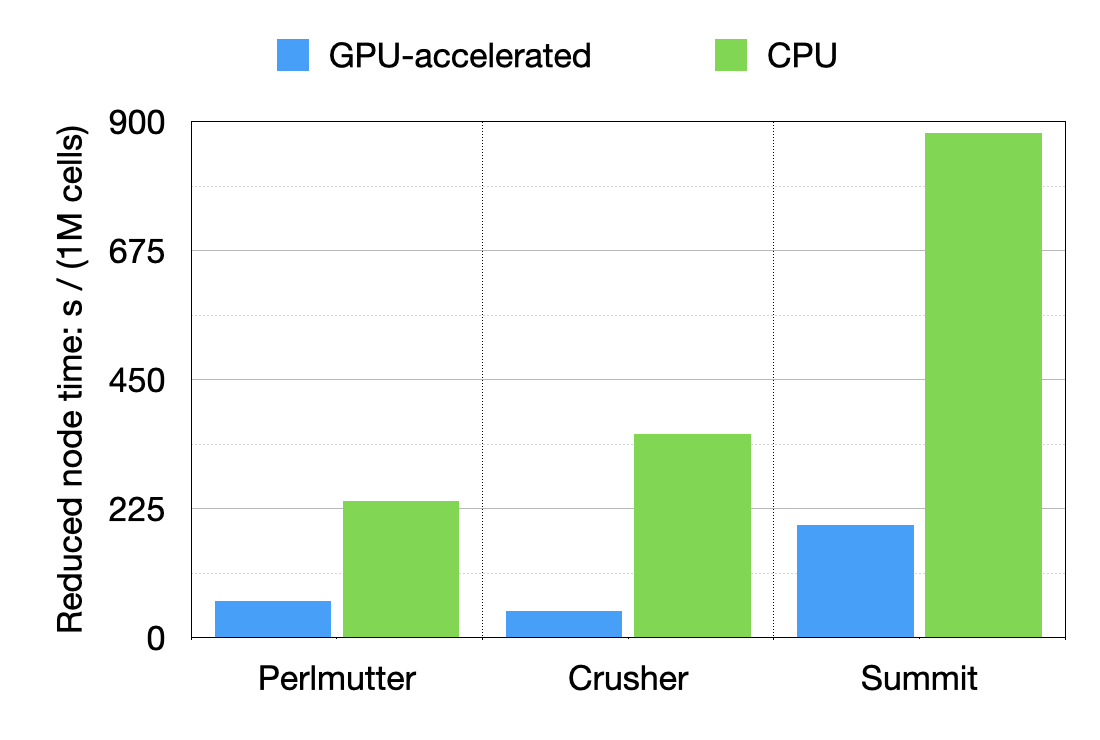 GPU-accelerated CPU
Reduced node time: s / (1M cells)
900
675
450
225
0
Perlmutter Crusher Summit